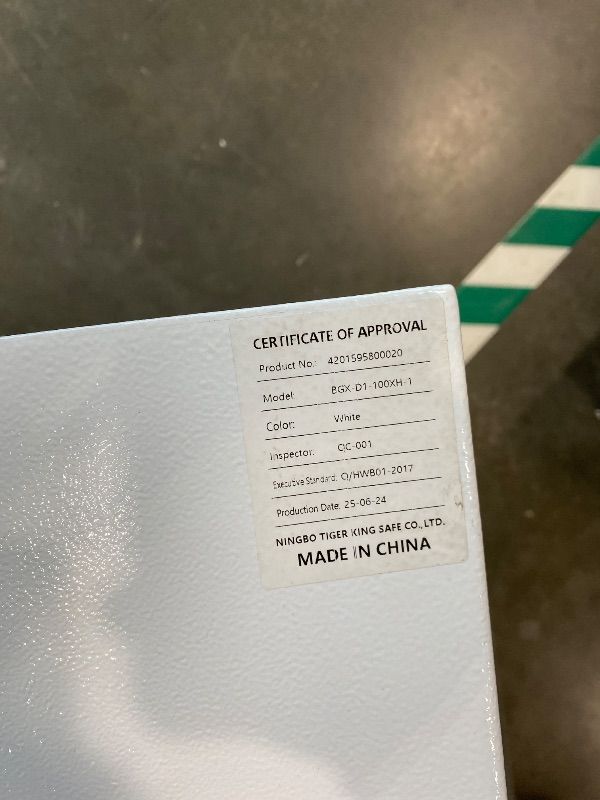 CERTIFICATE OF APPROVAL
Product No.: 4201595800020
Model: BGX-D1-100XH-1
Color: White
Inspector: QC-001
Executive Standard: Q/HWB01-2017
Production Date: 25-06-24
NINGBO TIGER KING SAFE CO., LTD.
MADE IN CHINA